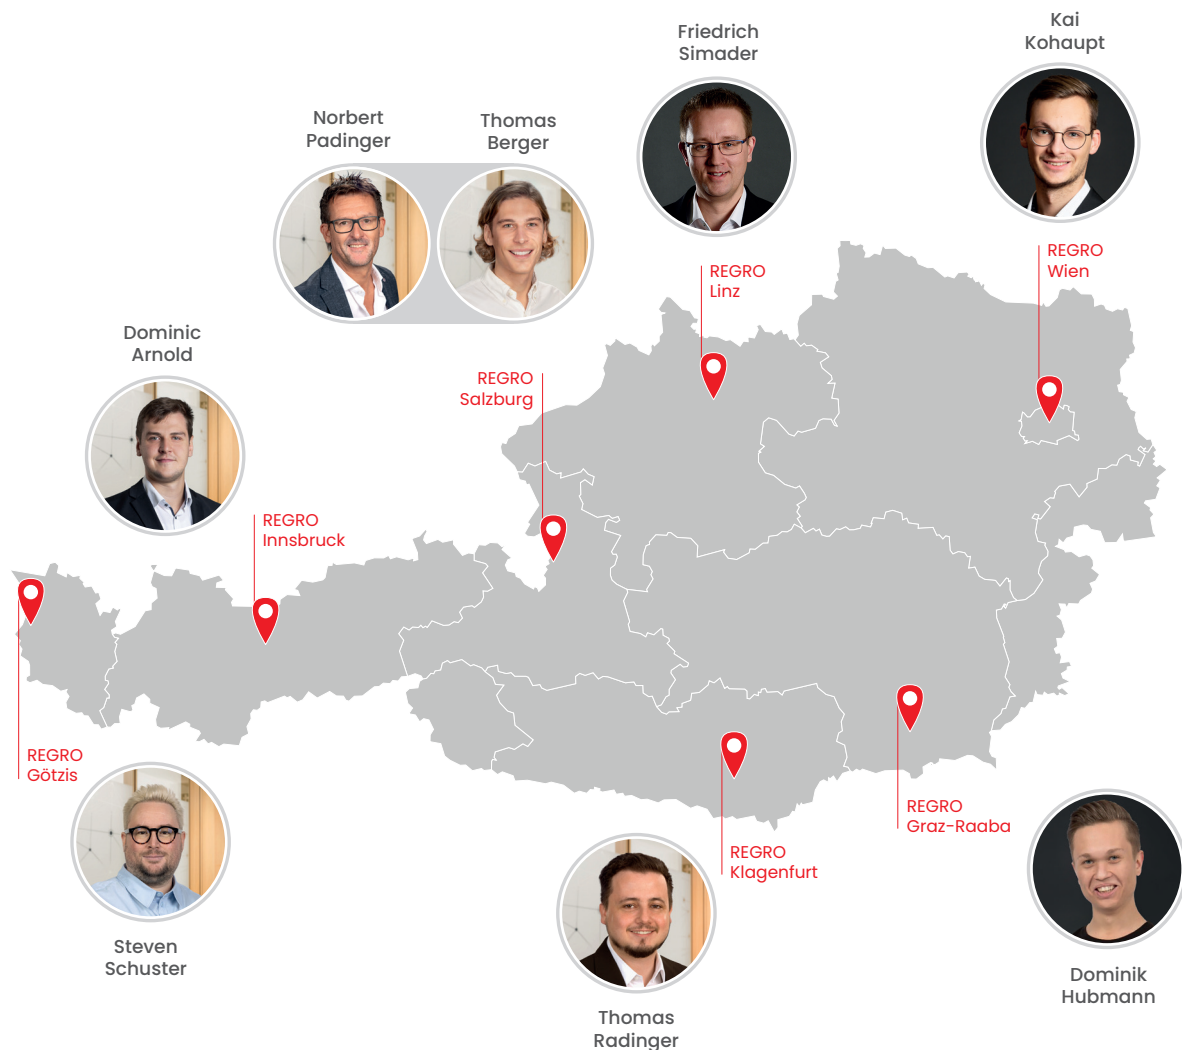 Kai
Kohaupt
Friedrich
Simader
Norbert
Padinger
Thomas
Berger
REGRO
Wien
REGRO
Linz
Dominic
Arnold
REGRO
Salzburg
REGRO
Innsbruck
REGRO
Götzis
REGRO
Graz-Raaba
REGRO
Klagenfurt
Steven
Schuster
Dominik
Hubmann
Thomas
Radinger